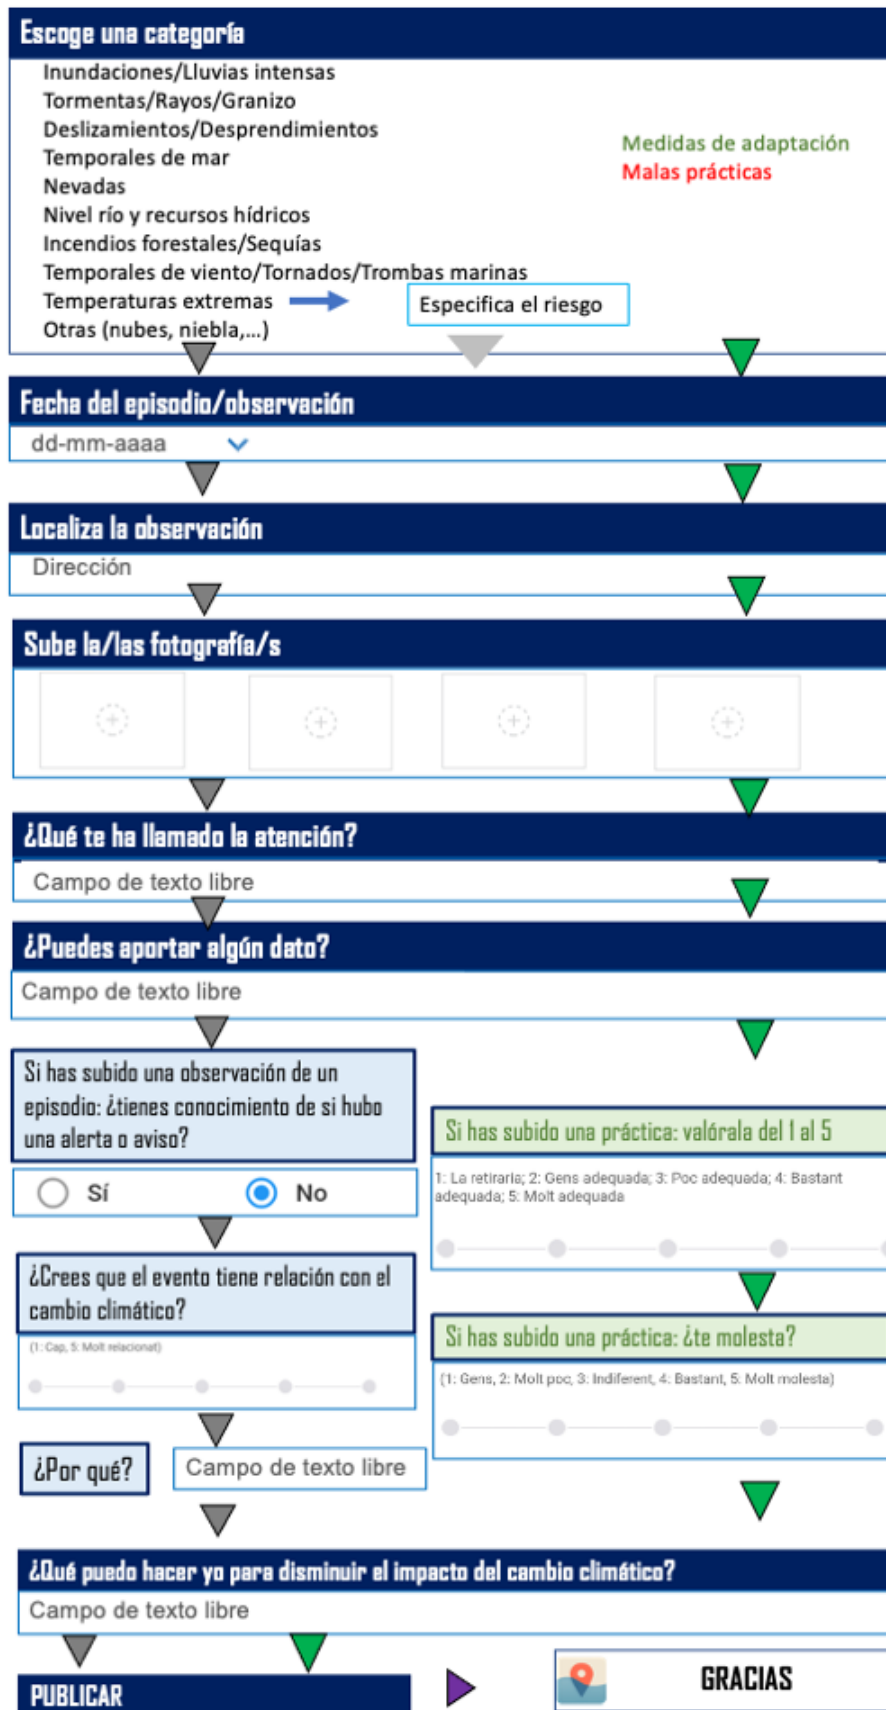 Escoge una categoría
Inundaciones/Lluvias intensas
Tormentas/Rayos/Granizo
Deslizamientos/Desprendimientos
Temporales de mar
Nevadas
Nivel río y recursos hídricos
Incendios forestales/Sequías
Temporales de viento/Tornados/Trombas marinas
Temperaturas extremas
Otras (nubes, niebla,...)
Medidas de adaptación
Malas prácticas
Especifica el riesgo
Fecha del episodio/observación
dd-mm-aaaa
Localiza la observación
Dirección
Sube la/las fotografía/s
¿Qué te ha llamado la atención?
Campo de texto libre
¿Puedes aportar algún dato?
Campo de texto libre
Si has subido una observación de un
episodio: ¿tienes conocimiento de si hubo
una alerta o aviso?
Sí
No
¿Crees que el evento tiene relación con el
cambio climático?
(1: Cap, 5: Molt relacionat)
¿Por qué?
Campo de texto libre
Si has subido una práctica: valórala del 1 al 5
1: La retiraria; 2: Gens adequada; 3: Poc adequada; 4: Bastant
adequada; 5: Molt adequada
Si has subido una práctica: ¿te molesta?
(1: Gens, 2: Molt poc, 3: Indiferent, 4: Bastant, 5: Molt molesta)
¿Qué puedo hacer yo para disminuir el impacto del cambio climático?
Campo de texto libre
PUBLICAR
GRACIAS